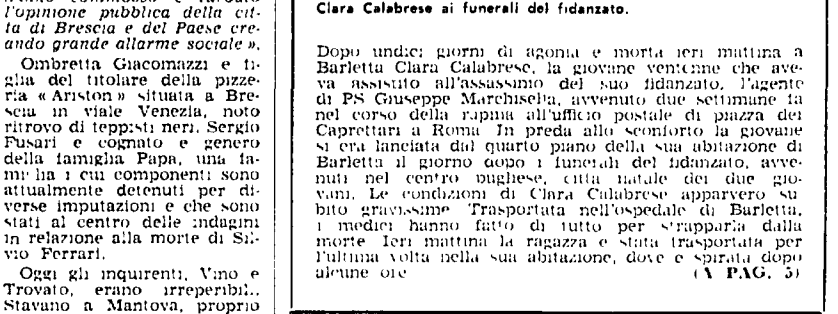 l'opinione pubblica della cit-
tà di Brescia e del Paese cre-
ando grande allarme sociale ».
Ombretta Giacomazzi e fi-
glia del titolare della pizze-
ria « Ariston » situata a Bre-
scia in viale Venezia, noto
ritrovo di teppisti neri. Sergio
Fusari e cognato e genero
della famiglia Papa, una fa-
miglia i cui componenti sono
attualmente detenuti per di-
verse imputazioni e che sono
stati al centro delle indagini
in relazione alla morte di Sil-
vio Ferrari.
Oggi gli inquirenti, Vino e
Trovato, erano irreperibili.
Stavano a Mantova, proprio
Clara Calabrese ai funerali del fidanzato.
Dopo undici giorni di agonia e morta ieri mattina a
Barletta Clara Calabrese, la giovane ventenne che ave-
va assistito all'assassinio del suo fidanzato, l'agente
di PS Giuseppe Marchisella, avvenuto due settimane fa
nel corso della rapina all'ufficio postale di piazza dei
Caprettari a Roma In preda allo sconforto la giovane
si era lanciata dal quarto piano della sua abitazione di
Barletta il giorno dopo i funerali del fidanzato, avve-
nuti nel centro pugliese, città natale dei due gio-
vani. Le condizioni di Clara Calabrese apparvero su
bito gravissime Trasportata nell'ospedale di Barletta,
i medici hanno fatto di tutto per strapparla dalla
morte Ieri mattina la ragazza e stata trasportata per
l'ultima volta nella sua abitazione, dove e spirata dopo
alcune ore (A PAG. 5)